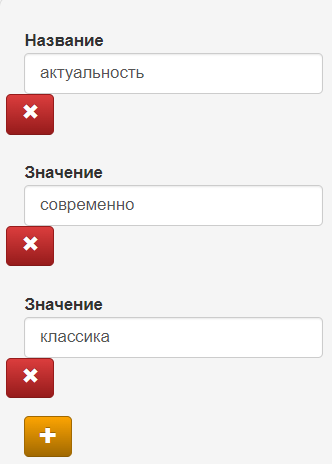 Название
актуальность
Значение
современно
Значение
классика